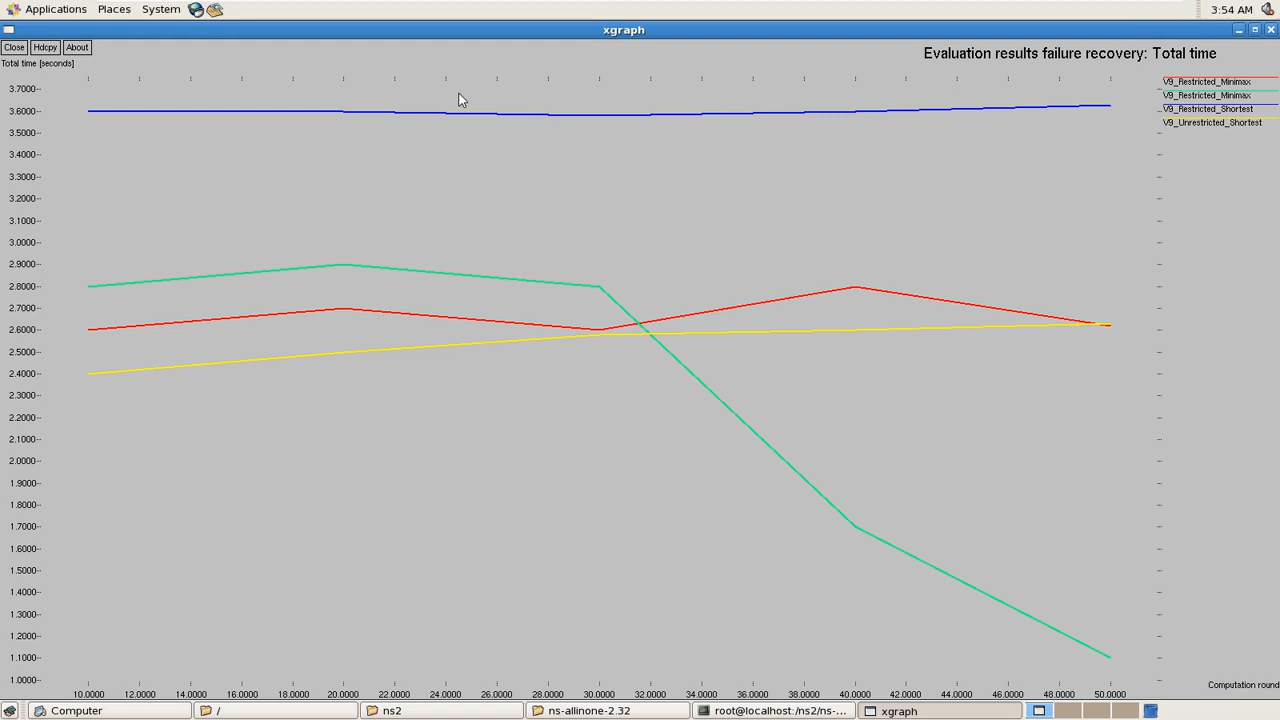 Applications Places System 3:54 AM
xgraph
Close Hdcpy About
Evaluation results failure recovery: Total time
Total time [seconds]
V9_Restricted_Minimax
V9_Restricted_Minimax
V9_Restricted_Shortest
V9_Unrestricted_Shortest
3.7000
3.6000
3.5000
3.4000
3.3000
3.2000
3.1000
3.0000
2.9000
2.8000
2.7000
2.6000
2.5000
2.4000
2.3000
2.2000
2.1000
2.0000
1.9000
1.8000
1.7000
1.6000
1.5000
1.4000
1.3000
1.2000
1.1000
1.0000
Computation round
10.0000 12.0000 14.0000 16.0000 18.0000 20.0000 22.0000 24.0000 26.0000 28.0000 30.0000 32.0000 34.0000 36.0000 38.0000 40.0000 42.0000 44.0000 46.0000 48.0000 50.0000
Computer / ns2 ns-allinone-2.32 root@localhost:/ns2/ns-... xgraph